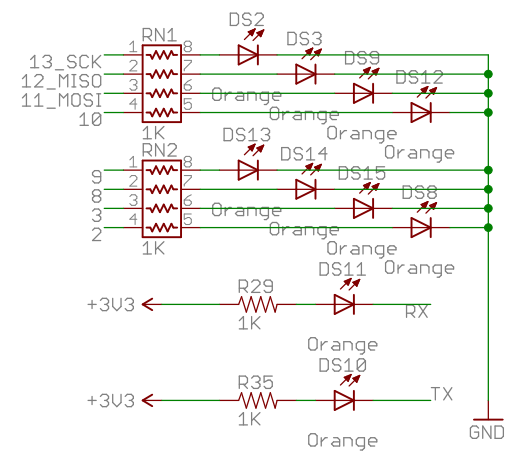 DS2
RN1
DS3
1 8
13_SCK
DS9
2 7
12_MISO
DS12
3 6
11_MOSI
Orange
4 5
10
Orange
1K
Orange
DS13
RN2
Orange
DS14
1 8
9
DS15
2 7
8
DS8
3 6
3
Orange
4 5
2
Orange
1K
Orange
DS11
Orange
R29
+3V3
RX
1K
Orange
DS10
R35
TX
+3V3
1K
GND
Orange